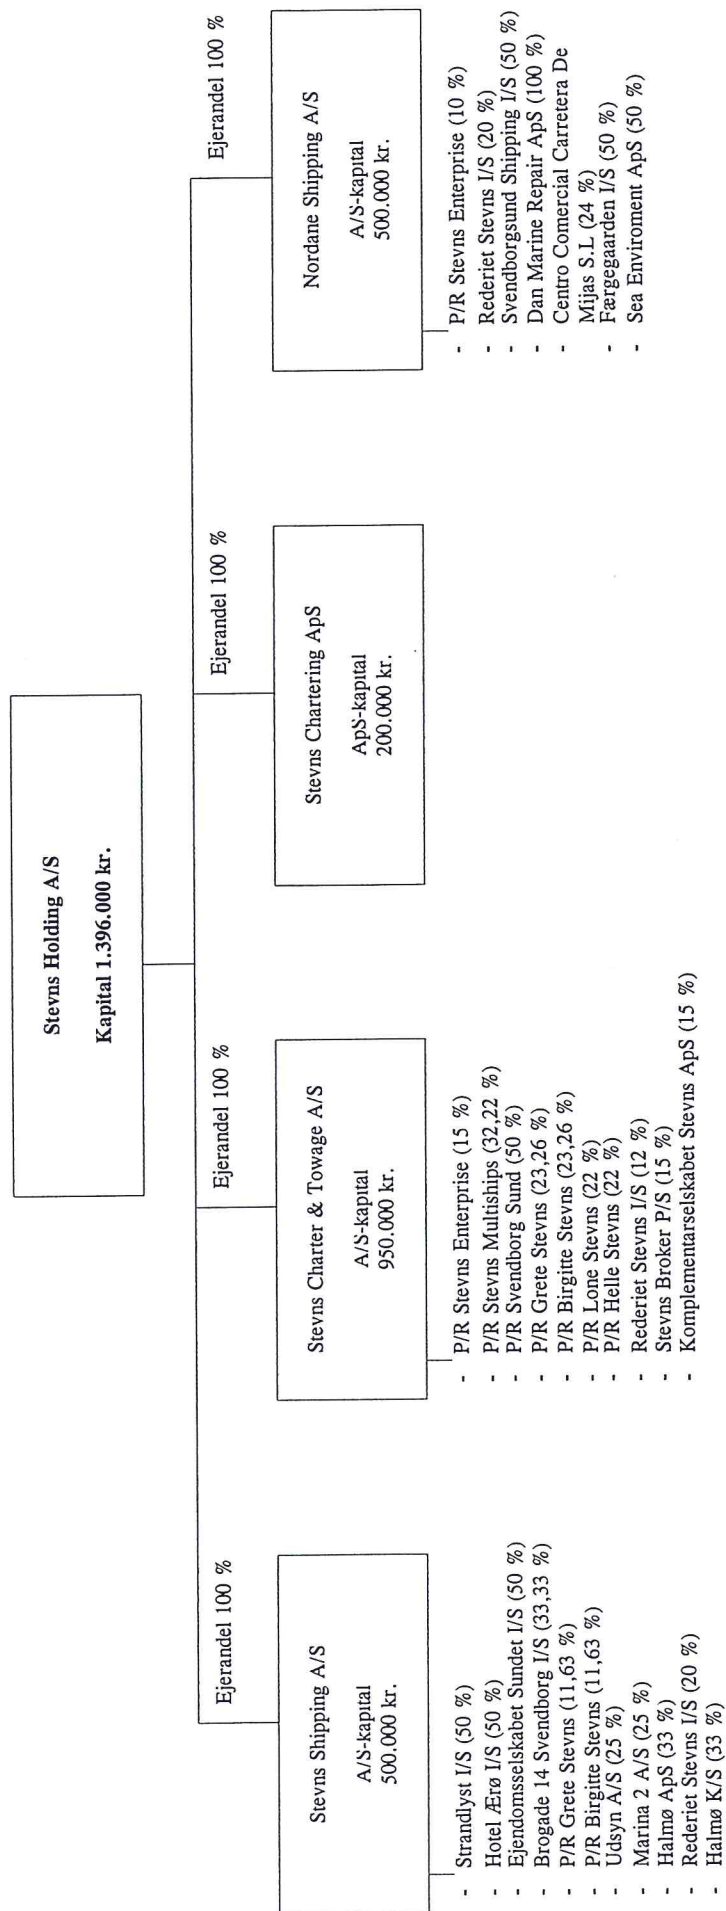 Stevns Holding A/S
Kapital 1.396.000 kr.
Ejerandel 100 %
Ejerandel 100 %
Ejerandel 100 %
Ejerandel 100 %
Stevns Shipping A/S
A/S-kapital
500.000 kr.
- Strandlyst I/S (50 %)
- Hotel Ærø I/S (50 %)
- Ejendomsselskabet Sundet I/S (50 %)
- Brogade 14 Svendborg I/S (33,33 %)
- P/R Grete Stevns (11,63 %)
- P/R Birgitte Stevns (11,63 %)
- Udsyn A/S (25 %)
- Marina 2 A/S (25 %)
- Halmø ApS (33 %)
- Rederiet Stevns I/S (20 %)
- Halmø K/S (33 %)
Stevns Charter & Towage A/S
A/S-kapital
950.000 kr.
- P/R Stevns Enterprise (15 %)
- P/R Stevns Multiships (32,22 %)
- P/R Svendborg Sund (50 %)
- P/R Grete Stevns (23,26 %)
- P/R Birgitte Stevns (23,26 %)
- P/R Lone Stevns (22 %)
- P/R Helle Stevns (22 %)
- Rederiet Stevns I/S (12 %)
- Stevns Broker P/S (15 %)
- Komplementarselskabet Stevns ApS (15 %)
Stevns Chartering ApS
ApS-kapital
200.000 kr.
Nordane Shipping A/S
A/S-kapital
500.000 kr.
- P/R Stevns Enterprise (10 %)
- Rederiet Stevns I/S (20 %)
- Svendborgsund Shipping I/S (50 %)
- Dan Marine Repair ApS (100 %)
- Centro Comercial Carretera De
Mijas S.L (24 %)
- Færgegaarden I/S (50 %)
- Sea Enviroment ApS (50 %)